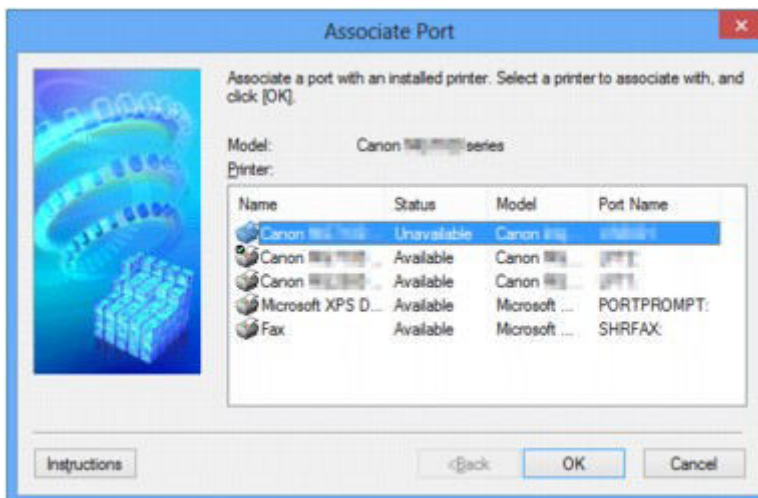 Associate Port
Associate a port with an installed printer. Select a printer to associate with, and
click [OK].
Model: Canon series
Printer:
Name Status Model Port Name
Canon ... Unavailable Canon
Canon ... Available Canon ...
Canon ... Available Canon ...
Microsoft XPS D... Available Microsoft ... PORTPROMPT:
Fax Available Microsoft ... SHRFAX:
Instructions <Back OK Cancel